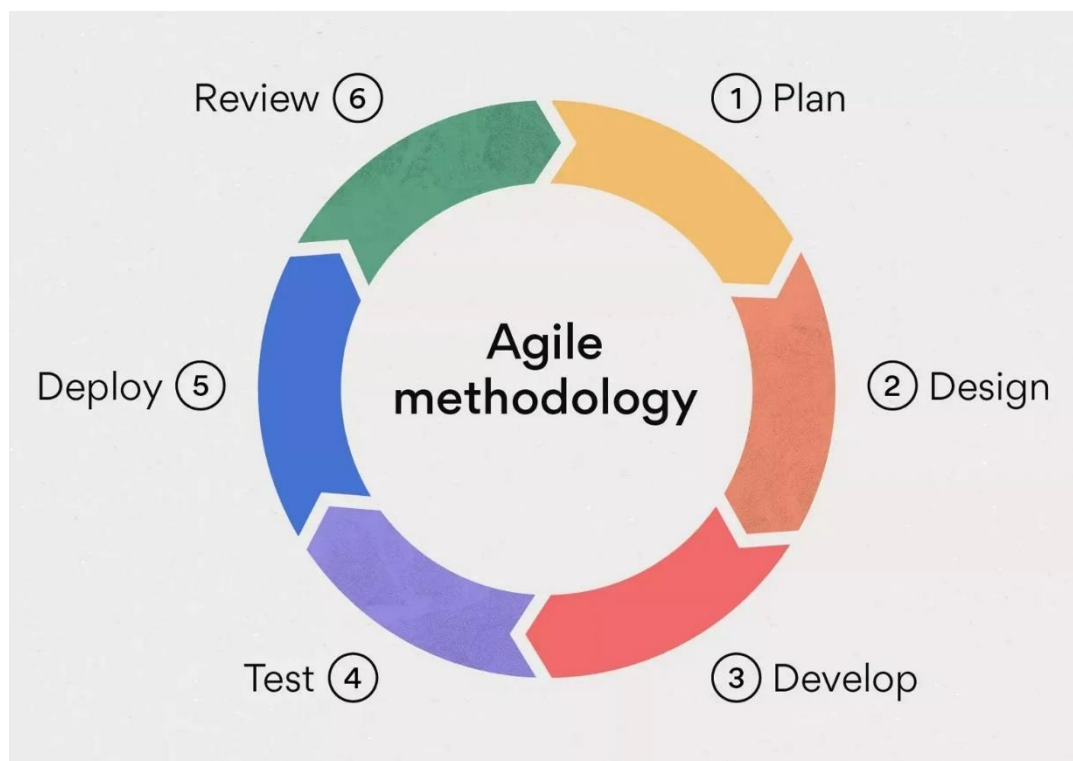 Agile
methodology
1 Plan
2 Design
3 Develop
Test 4
Deploy 5
Review 6